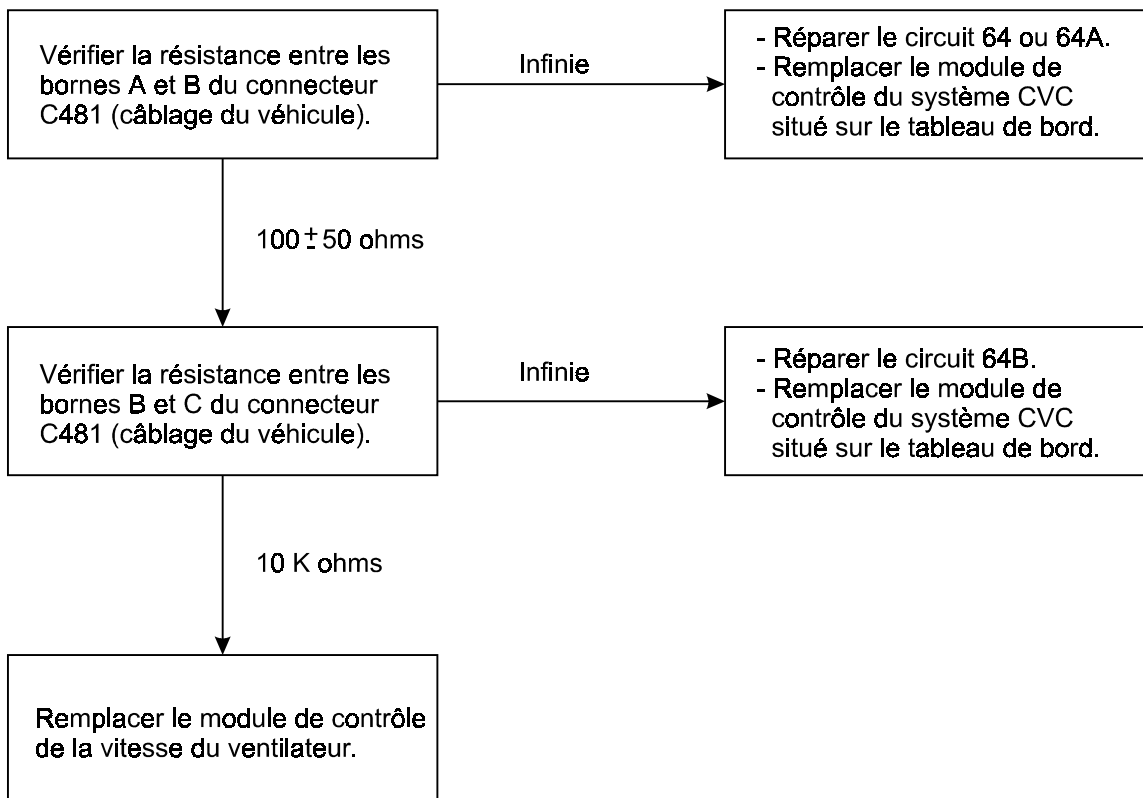 Vérifier la résistance entre les
bornes A et B du connecteur
C481 (câblage du véhicule).
Infinie
- Réparer le circuit 64 ou 64A.
- Remplacer le module de
contrôle du système CVC
situé sur le tableau de bord.
100 ± 50 ohms
Vérifier la résistance entre les
bornes B et C du connecteur
C481 (câblage du véhicule).
Infinie
- Réparer le circuit 64B.
- Remplacer le module de
contrôle du système CVC
situé sur le tableau de bord.
10 K ohms
Remplacer le module de contrôle
de la vitesse du ventilateur.